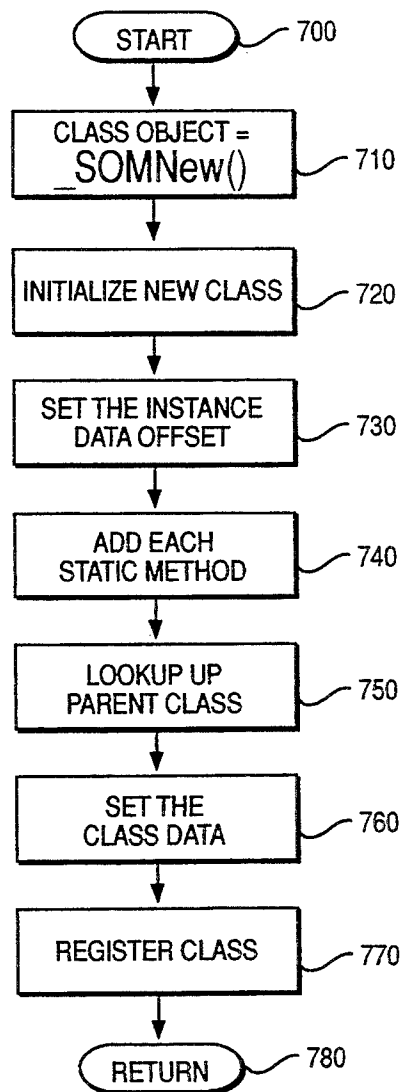 START
700
CLASS OBJECT =
_SOMNew()
710
INITIALIZE NEW CLASS
720
SET THE INSTANCE
DATA OFFSET
730
ADD EACH
STATIC METHOD
740
LOOKUP UP
PARENT CLASS
750
SET THE
CLASS DATA
760
REGISTER CLASS
770
RETURN
780